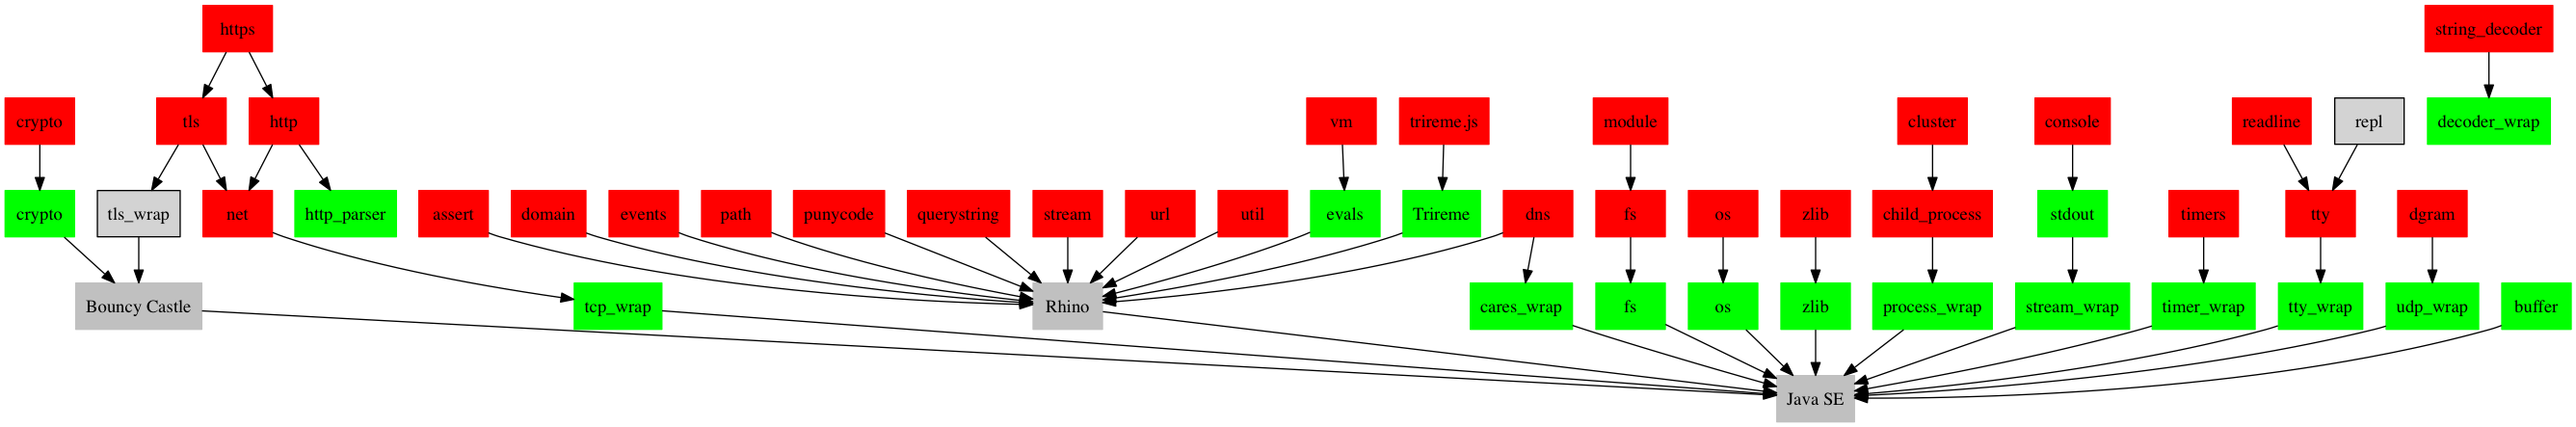 https
string_decoder
crypto
tls
http
vm
trireme.js
module
cluster
console
readline
repl
decoder_wrap
crypto
tls_wrap
net
http_parser
assert
domain
events
path
punycode
querystring
stream
url
util
evals
Trireme
dns
fs
os
zlib
child_process
stdout
timers
tty
dgram
Bouncy Castle
tcp_wrap
Rhino
cares_wrap
fs
os
zlib
process_wrap
stream_wrap
timer_wrap
tty_wrap
udp_wrap
buffer
Java SE